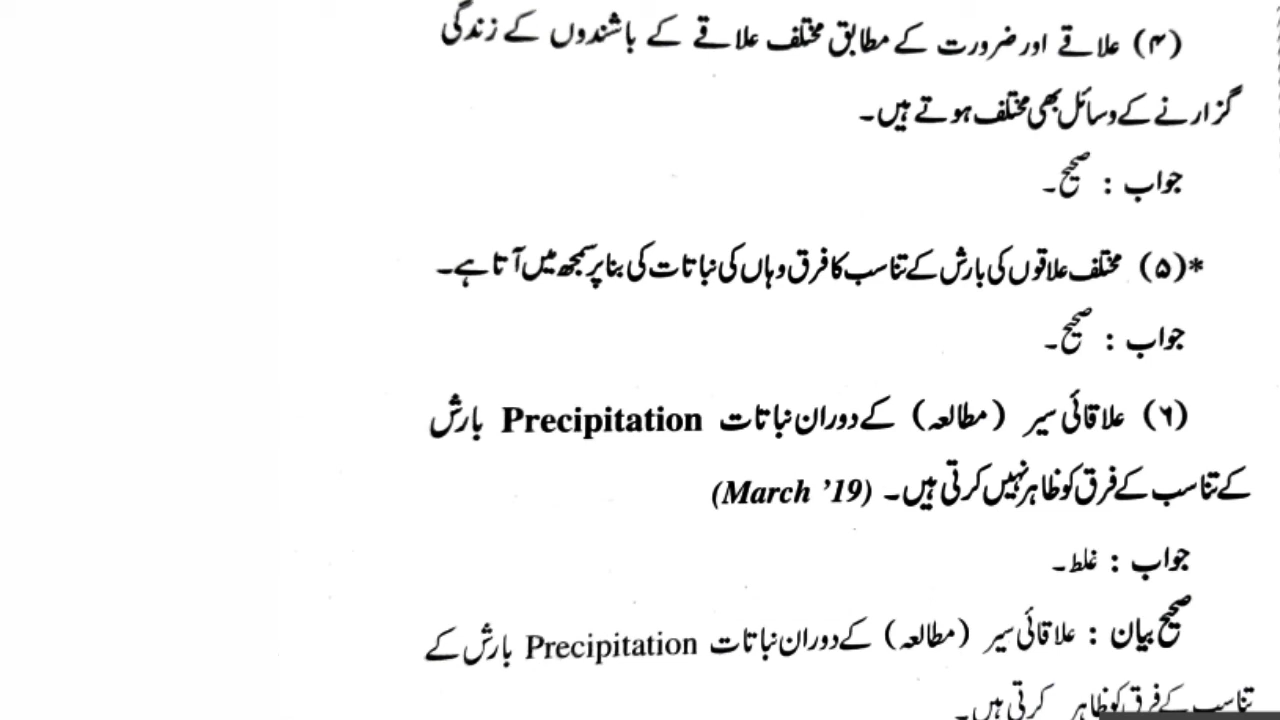 (۴) علاقے اور ضرورت کے مطابق مختلف علاقے کے باشندوں کے زندگی
گزارنے کے وسائل بھی مختلف ہوتے ہیں۔
جواب : صحیح۔
*(۵) مختلف علاقوں کی بارش کے تناسب کا فرق وہاں کی نباتات کی بنا پر سمجھ میں آتا ہے۔
جواب : صحیح۔
(۶) علاقائی سیر (مطالعہ) کے دوران نباتات Precipitation بارش
کے تناسب کے فرق کو ظاہر نہیں کرتی ہیں۔ (March ’19)
جواب : غلط۔
صحیح بیان : علاقائی سیر (مطالعہ) کے دوران نباتات Precipitation بارش کے
تناسب کے فرق کو ظاہر کرتی ہیں۔